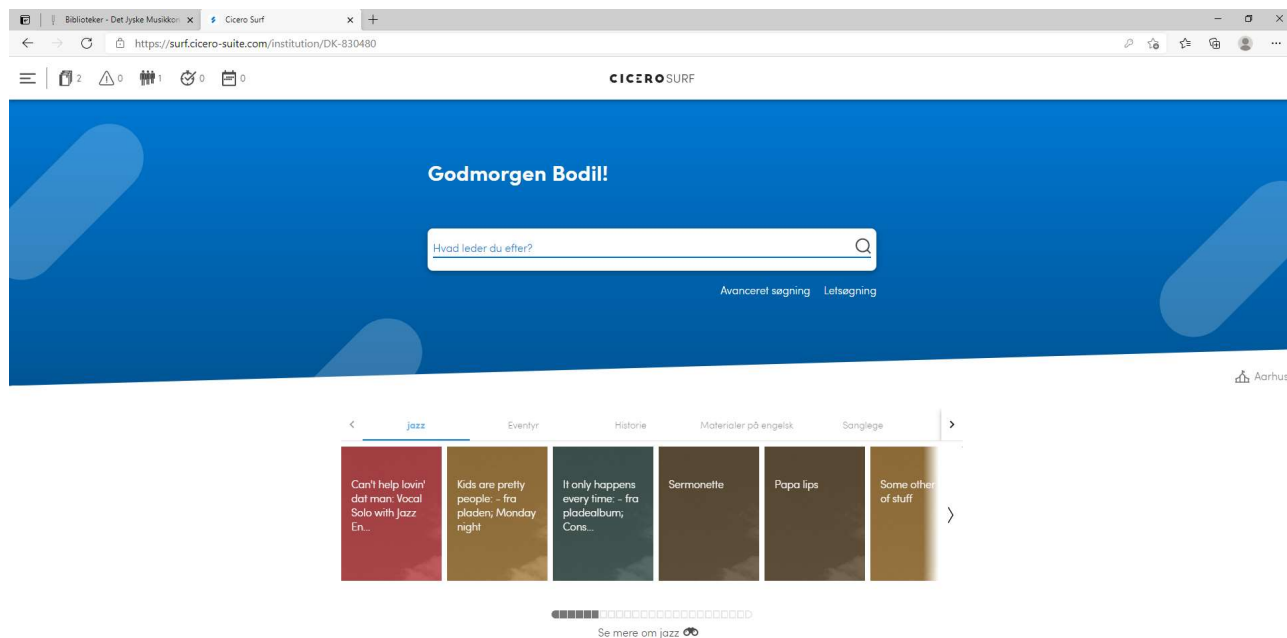 Biblioteker - Det Jyske Musikkon
Cicero Surf
https://surf.cicero-suite.com/institution/DK-830480
2 0 1 0 0
CICEROSURF
Godmorgen Bodil!
Hvad leder du efter?
Avanceret søgning Letsøgning
Aarhus
jazz Eventyr Historie Materialer på engelsk Sanglege
Can't help lovin'
dat man: Vocal
Solo with Jazz
En...
Kids are pretty
people: - fra
pladen; Monday
night
It only happens
every time: - fra
pladealbum;
Cons...
Sermonette
Papa lips
Some other
of stuff
Se mere om jazz